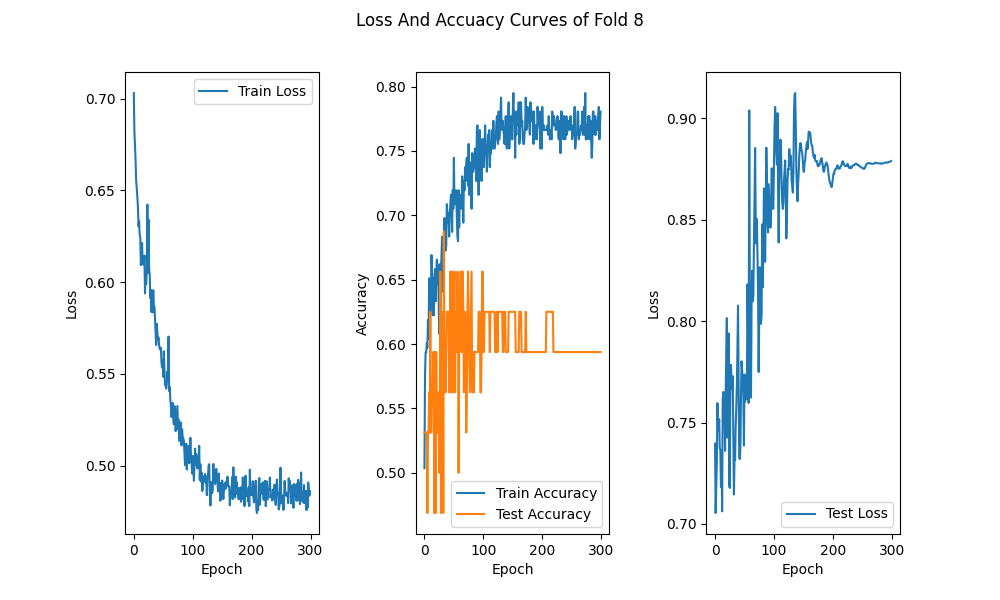 Loss And Accuacy Curves of Fold 8
Train Loss
0.70
0.65
0.60
0.55
0.50
Loss
0
100
200
300
Epoch
0.80
0.75
0.70
0.65
0.60
0.55
0.50
Accuracy
Train Accuracy
Test Accuracy
0
100
200
300
Epoch
0.90
0.85
0.80
0.75
0.70
Loss
Test Loss
0
100
200
300
Epoch